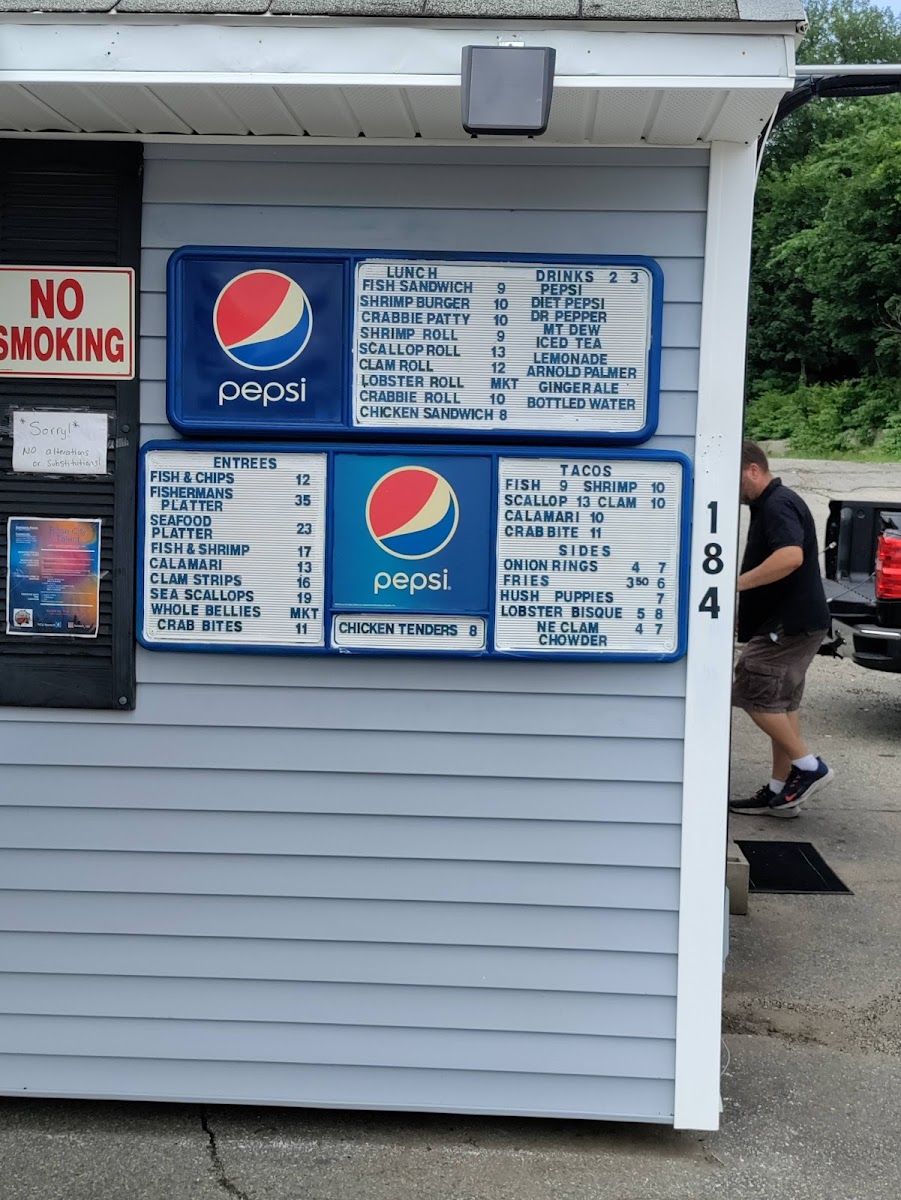 NO
SMOKING
*Sorry!*
NO alterations
or substitutions!
pepsi
LUNCH
FISH SANDWICH 9
SHRIMP BURGER 10
CRABBIE PATTY 10
SHRIMP ROLL 9
SCALLOP ROLL 13
CLAM ROLL 12
LOBSTER ROLL MKT
CRABBIE ROLL 10
CHICKEN SANDWICH 8
DRINKS 2 3
PEPSI
DIET PEPSI
DR PEPPER
MT DEW
ICED TEA
LEMONADE
ARNOLD PALMER
GINGER ALE
BOTTLED WATER
ENTREES
FISH & CHIPS 12
FISHERMANS
PLATTER 35
SEAFOOD
PLATTER 23
FISH & SHRIMP 17
CALAMARI 13
CLAM STRIPS 16
SEA SCALLOPS 19
WHOLE BELLIES MKT
CRAB BITES 11
pepsi
CHICKEN TENDERS 8
TACOS
FISH 9 SHRIMP 10
SCALLOP 13 CLAM 10
CALAMARI 10
CRAB BITE 11
SIDES
ONION RINGS 4 7
FRIES 3 50 6
HUSH PUPPIES 7
LOBSTER BISQUE 5 8
NE CLAM 4 7
CHOWDER
184